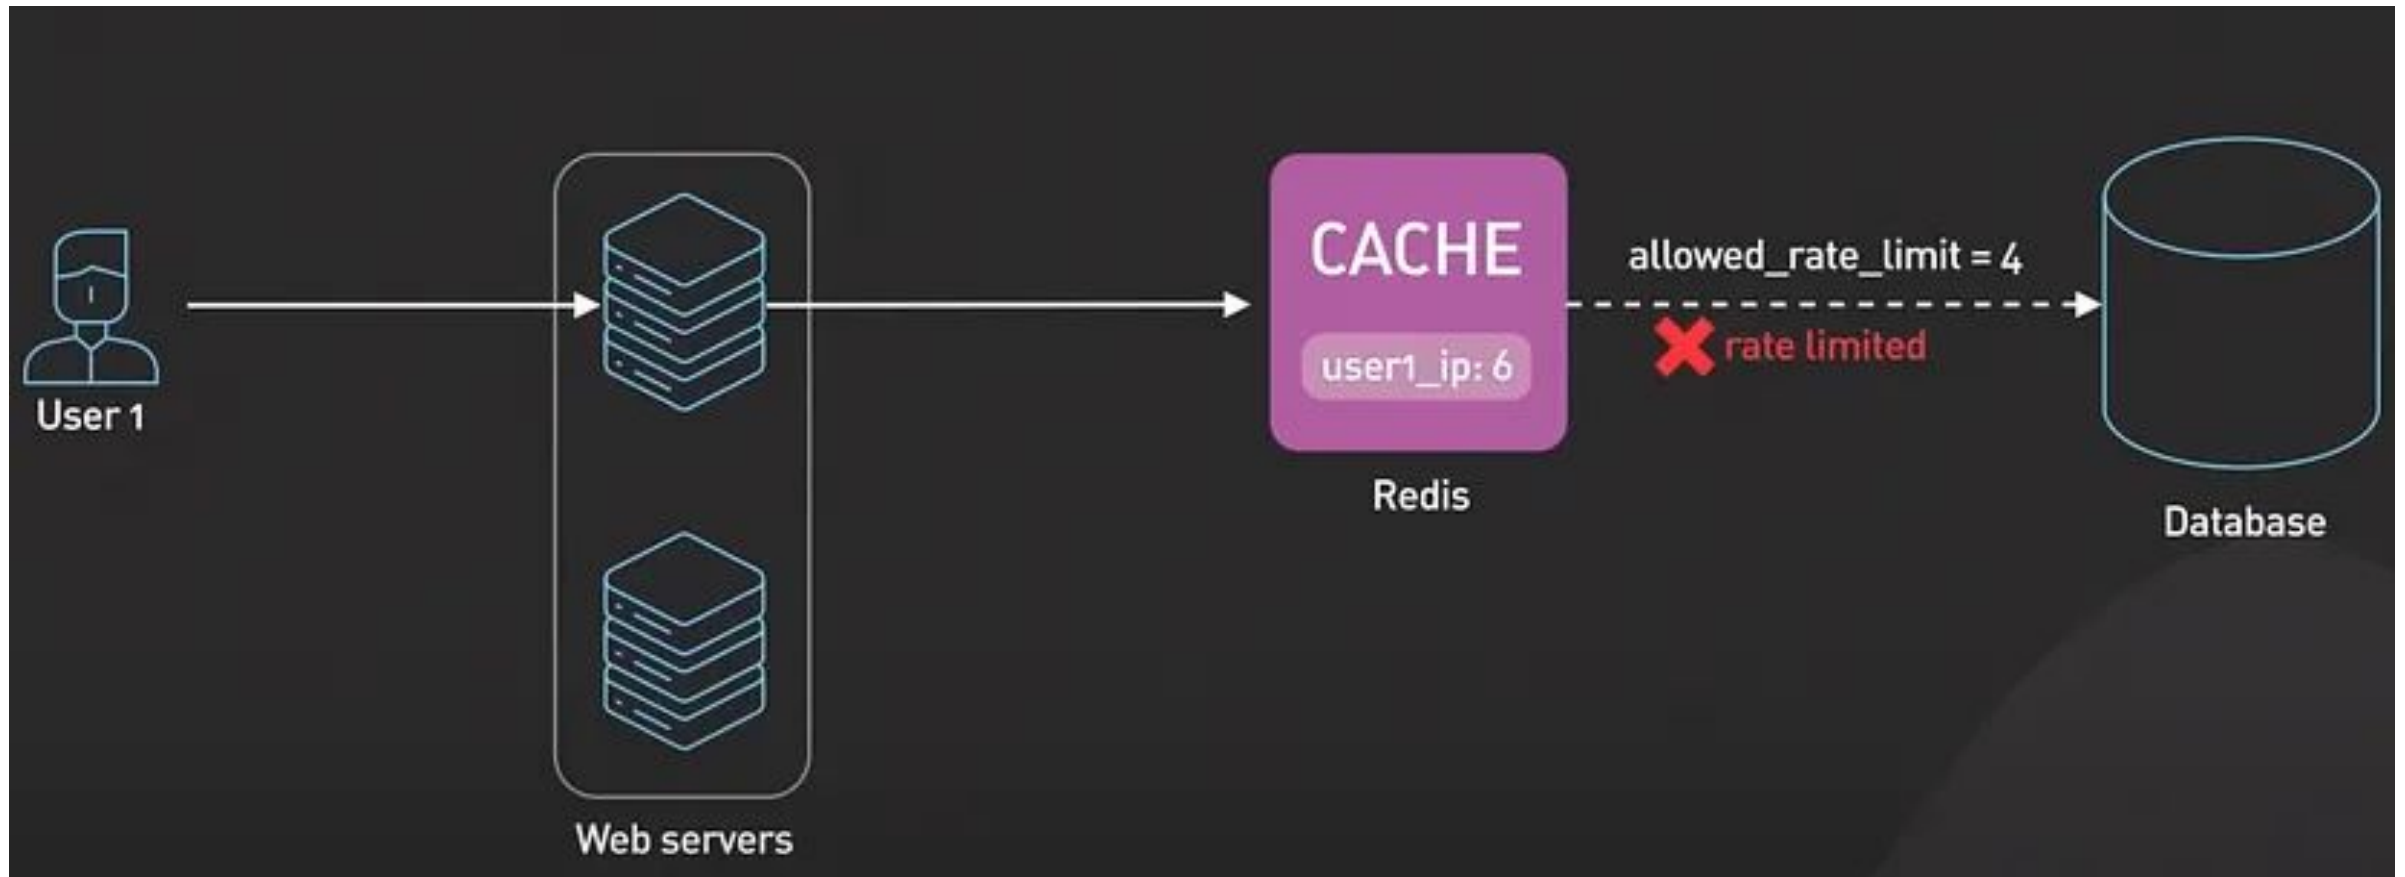 User 1
Web servers
CACHE
user1_ip: 6
Redis
allowed_rate_limit = 4
rate limited
Database